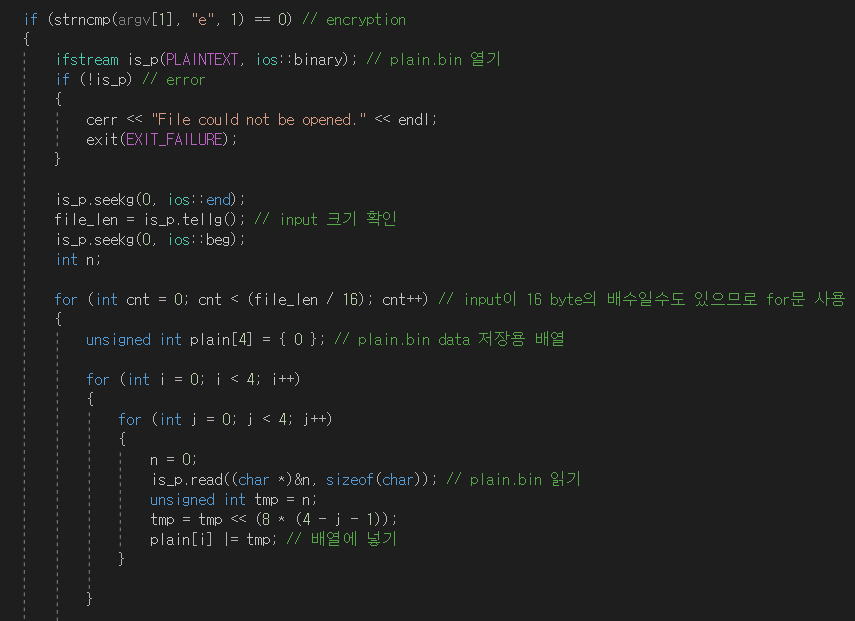 if (strncmp(argv[1], "e", 1) == 0) // encryption
{
ifstream is_p(PLAINTEXT, ios::binary); // plain.bin 열기
if (!is_p) // error
{
cerr << "File could not be opened." << endl;
exit(EXIT_FAILURE);
}
is_p.seekg(0, ios::end);
file_len = is_p.tellg(); // input 크기 확인
is_p.seekg(0, ios::beg);
int n;
for (int cnt = 0; cnt < (file_len / 16); cnt++) // input이 16 byte의 배수일수도 있으므로 for문 사용
{
unsigned int plain[4] = { 0 }; // plain.bin data 저장용 배열
for (int i = 0; i < 4; i++)
{
for (int j = 0; j < 4; j++)
{
n = 0;
is_p.read((char *)&n, sizeof(char)); // plain.bin 읽기
unsigned int tmp = n;
tmp = tmp << (8 * (4 - j - 1));
plain[i] |= tmp; // 배열에 넣기
}
}